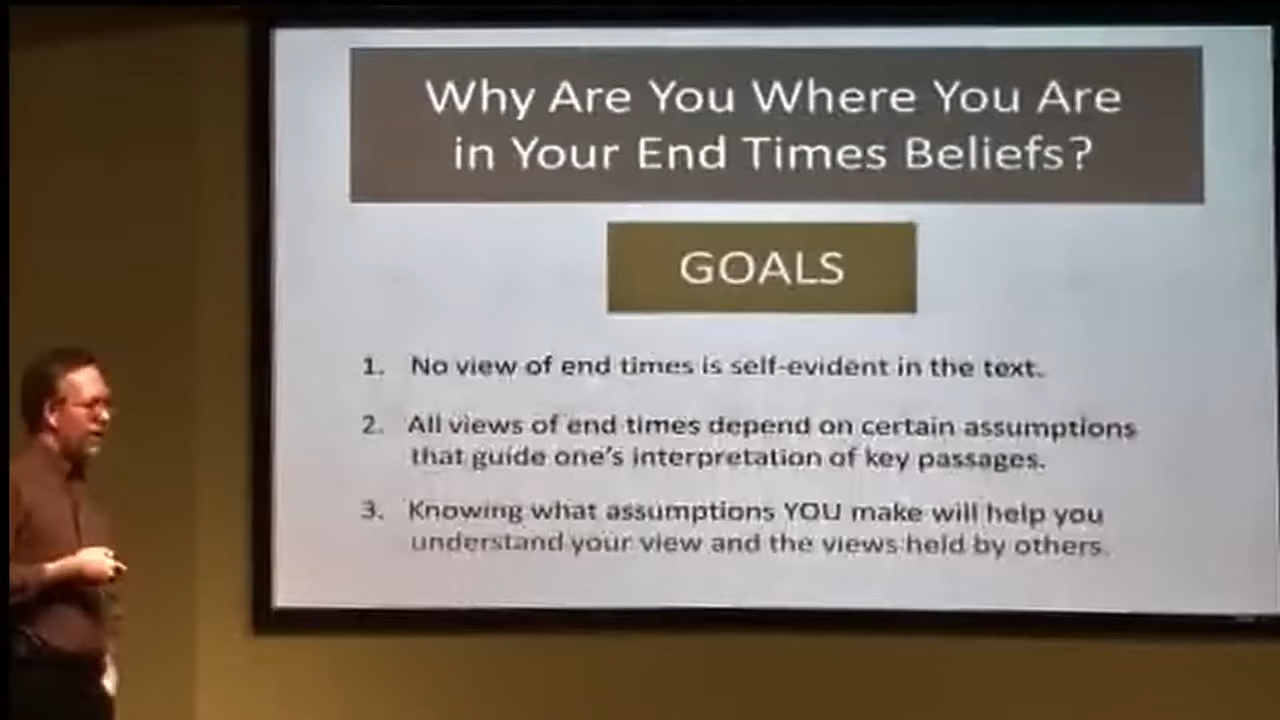 Why Are You Where You Are
in Your End Times Beliefs?
GOALS
1. No view of end times is self-evident in the text.
2. All views of end times depend on certain assumptions
that guide one's interpretation of key passages.
3. Knowing what assumptions YOU make will help you
understand your view and the views held by others.